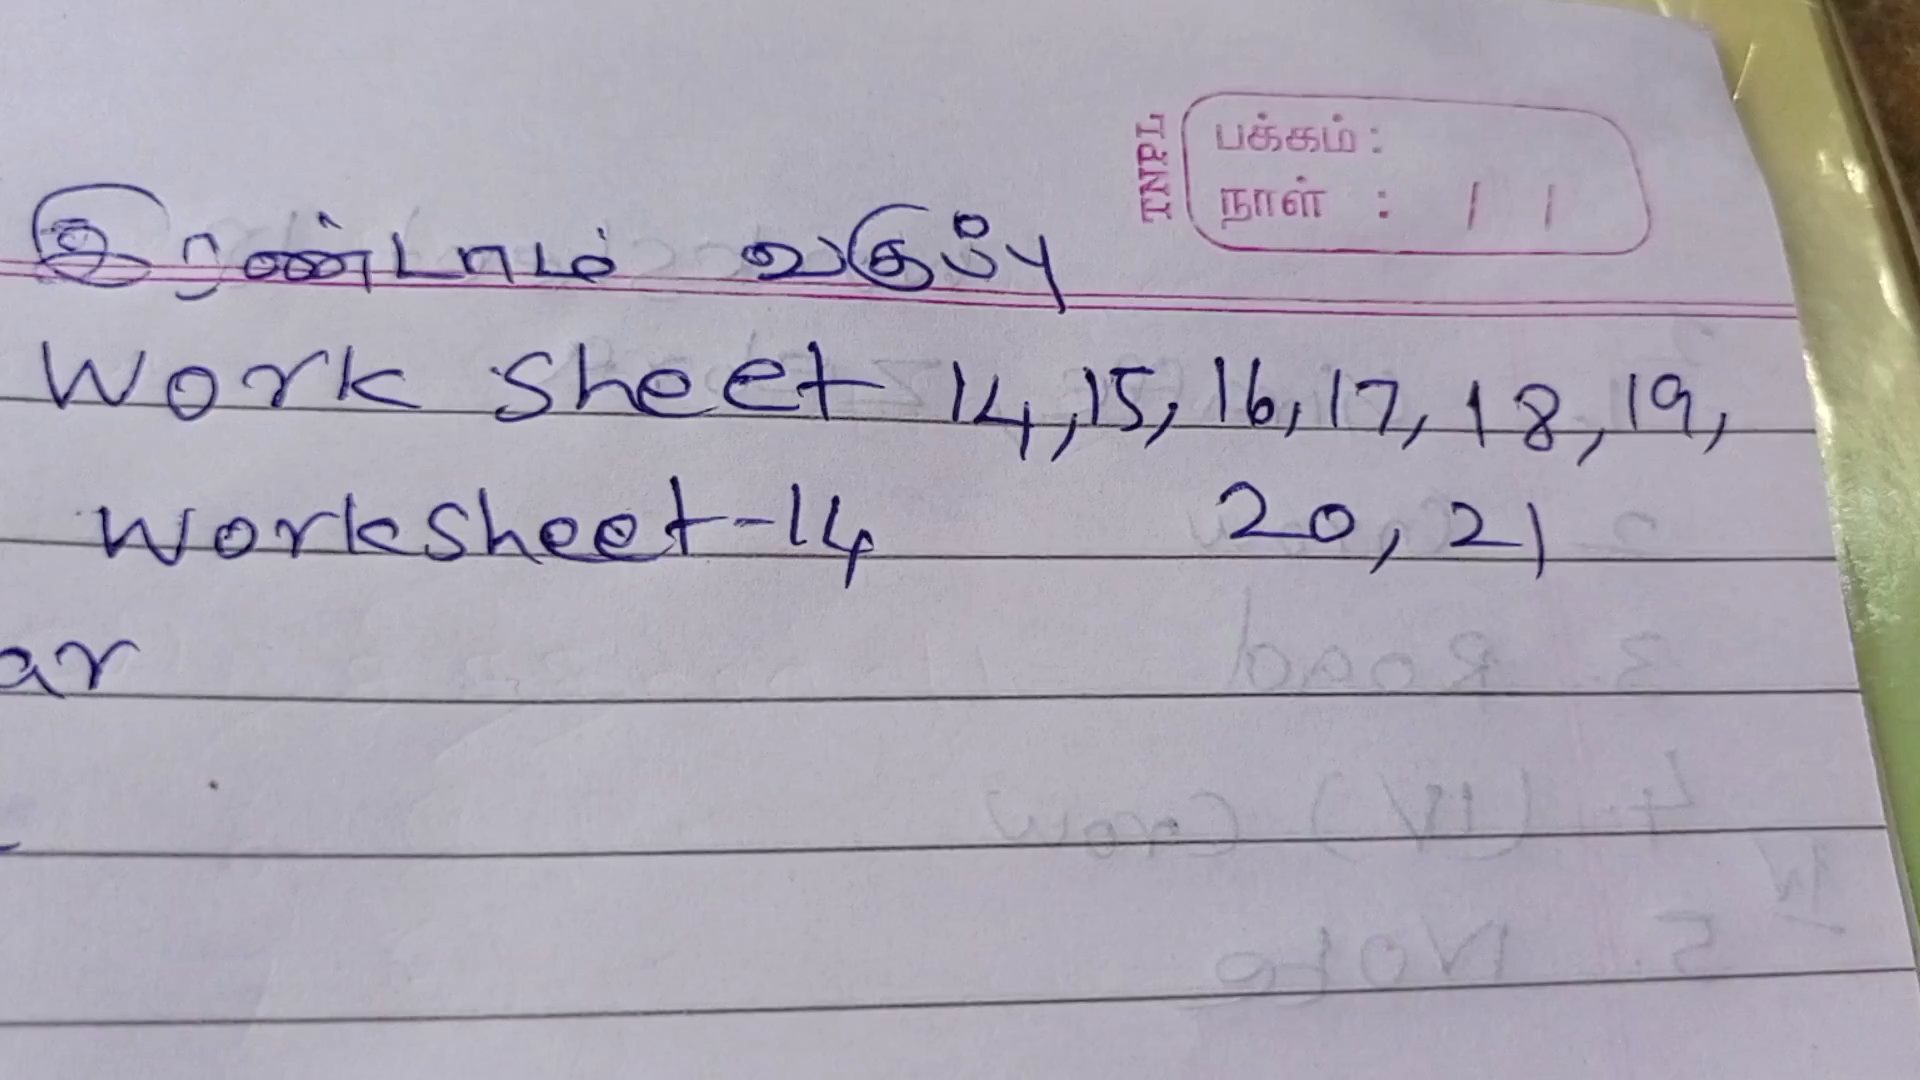 TNPL
பக்கம் :
நாள் : / /
இரண்டாம் வகுப்பு
Work Sheet 14, 15, 16, 17, 18, 19,
20, 21
Worksheet-14
ar